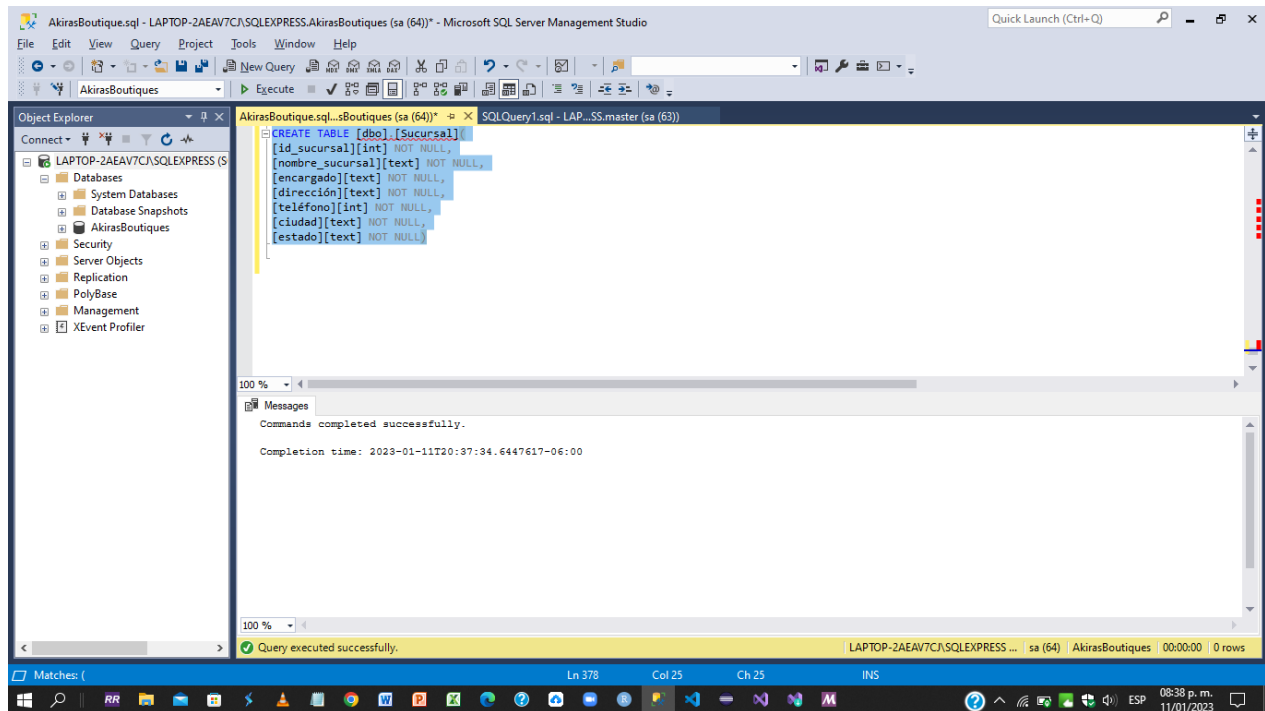 AkirasBoutique.sql - LAPTOP-2AEAV7CJ\SQLEXPRESS.AkirasBoutiques (sa (64))* - Microsoft SQL Server Management Studio
Quick Launch (Ctrl+Q)
File Edit View Query Project Tools Window Help
New Query
AkirasBoutiques
Execute
Object Explorer
Connect
LAPTOP-2AEAV7CJ\SQLEXPRESS (S
Databases
System Databases
Database Snapshots
AkirasBoutiques
Security
Server Objects
Replication
PolyBase
Management
XEvent Profiler
AkirasBoutique.sql...sBoutiques (sa (64))*
SQLQuery1.sql - LAP...SS.master (sa (63))
CREATE TABLE [dbo].[Sucursal](
[id_sucursal][int] NOT NULL,
[nombre_sucursal][text] NOT NULL,
[encargado][text] NOT NULL,
[dirección][text] NOT NULL,
[teléfono][int] NOT NULL,
[ciudad][text] NOT NULL,
[estado][text] NOT NULL)
100 %
Messages
Commands completed successfully.
Completion time: 2023-01-11T20:37:34.6447617-06:00
100 %
Query executed successfully.
LAPTOP-2AEAV7CJ\SQLEXPRESS ... sa (64) AkirasBoutiques 00:00:00 0 rows
Matches: (
Ln 378 Col 25 Ch 25 INS
RR
ESP
08:38 p. m.
11/01/2023